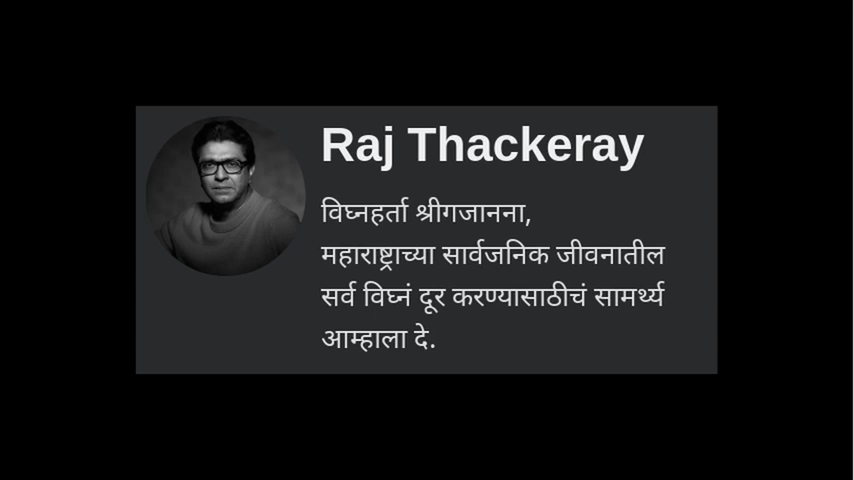 Raj Thackeray
विघ्नहर्ता श्रीगजानना,
महाराष्ट्राच्या सार्वजनिक जीवनातील
सर्व विघ्नं दूर करण्यासाठीचं सामर्थ्य
आम्हाला दे.